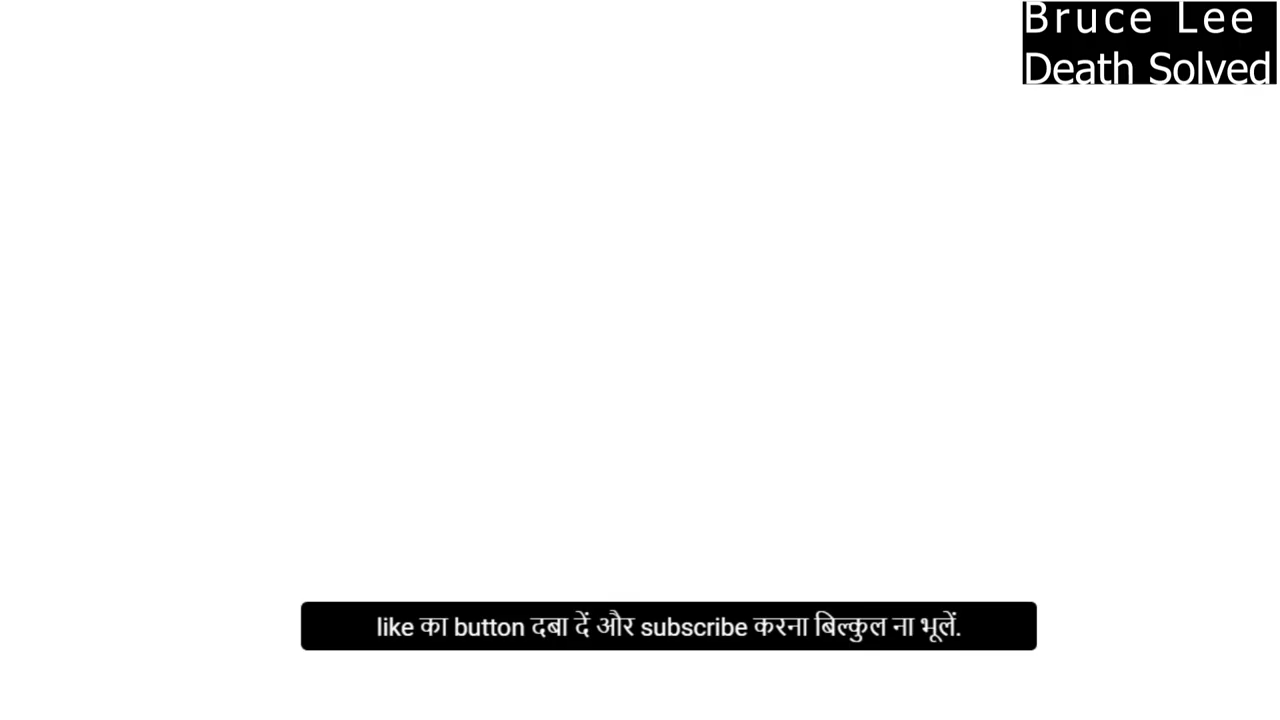 Bruce Lee
Death Solved
like का button दबा दें और subscribe करना बिल्कुल ना भूलें.